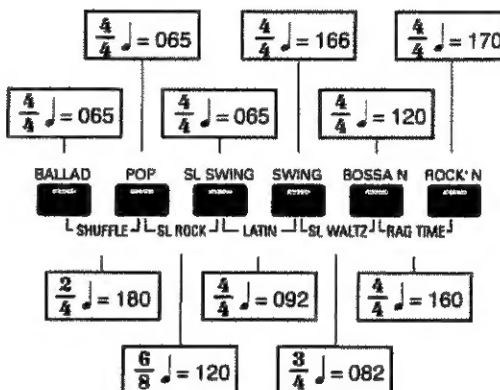 4/4 ♩ = 065
4/4 ♩ = 166
4/4 ♩ = 170
4/4 ♩ = 065
4/4 ♩ = 065
4/4 ♩ = 120
BALLAD POP SL SWING SWING BOSSA N ROCK'N
SHUFFLE SL ROCK LATIN SL WALTZ RAG TIME
2/4 ♩ = 180
4/4 ♩ = 092
4/4 ♩ = 160
6/8 ♩ = 120
3/4 ♩ = 082